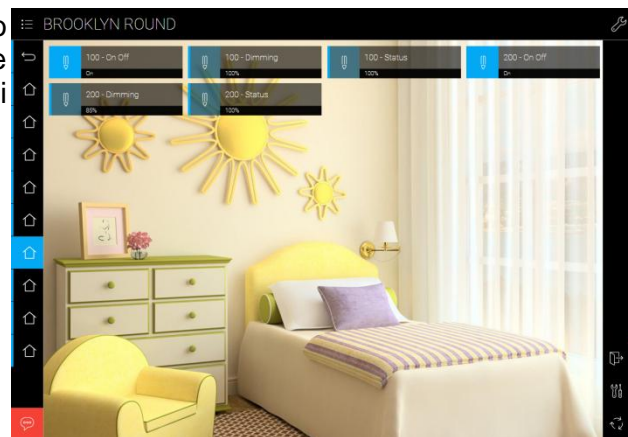 BROOKLYN ROUND
100 - On Off
On
100 - Dimming
100%
100 - Status
100%
200 - On Off
On
200 - Dimming
88%
200 - Status
100%